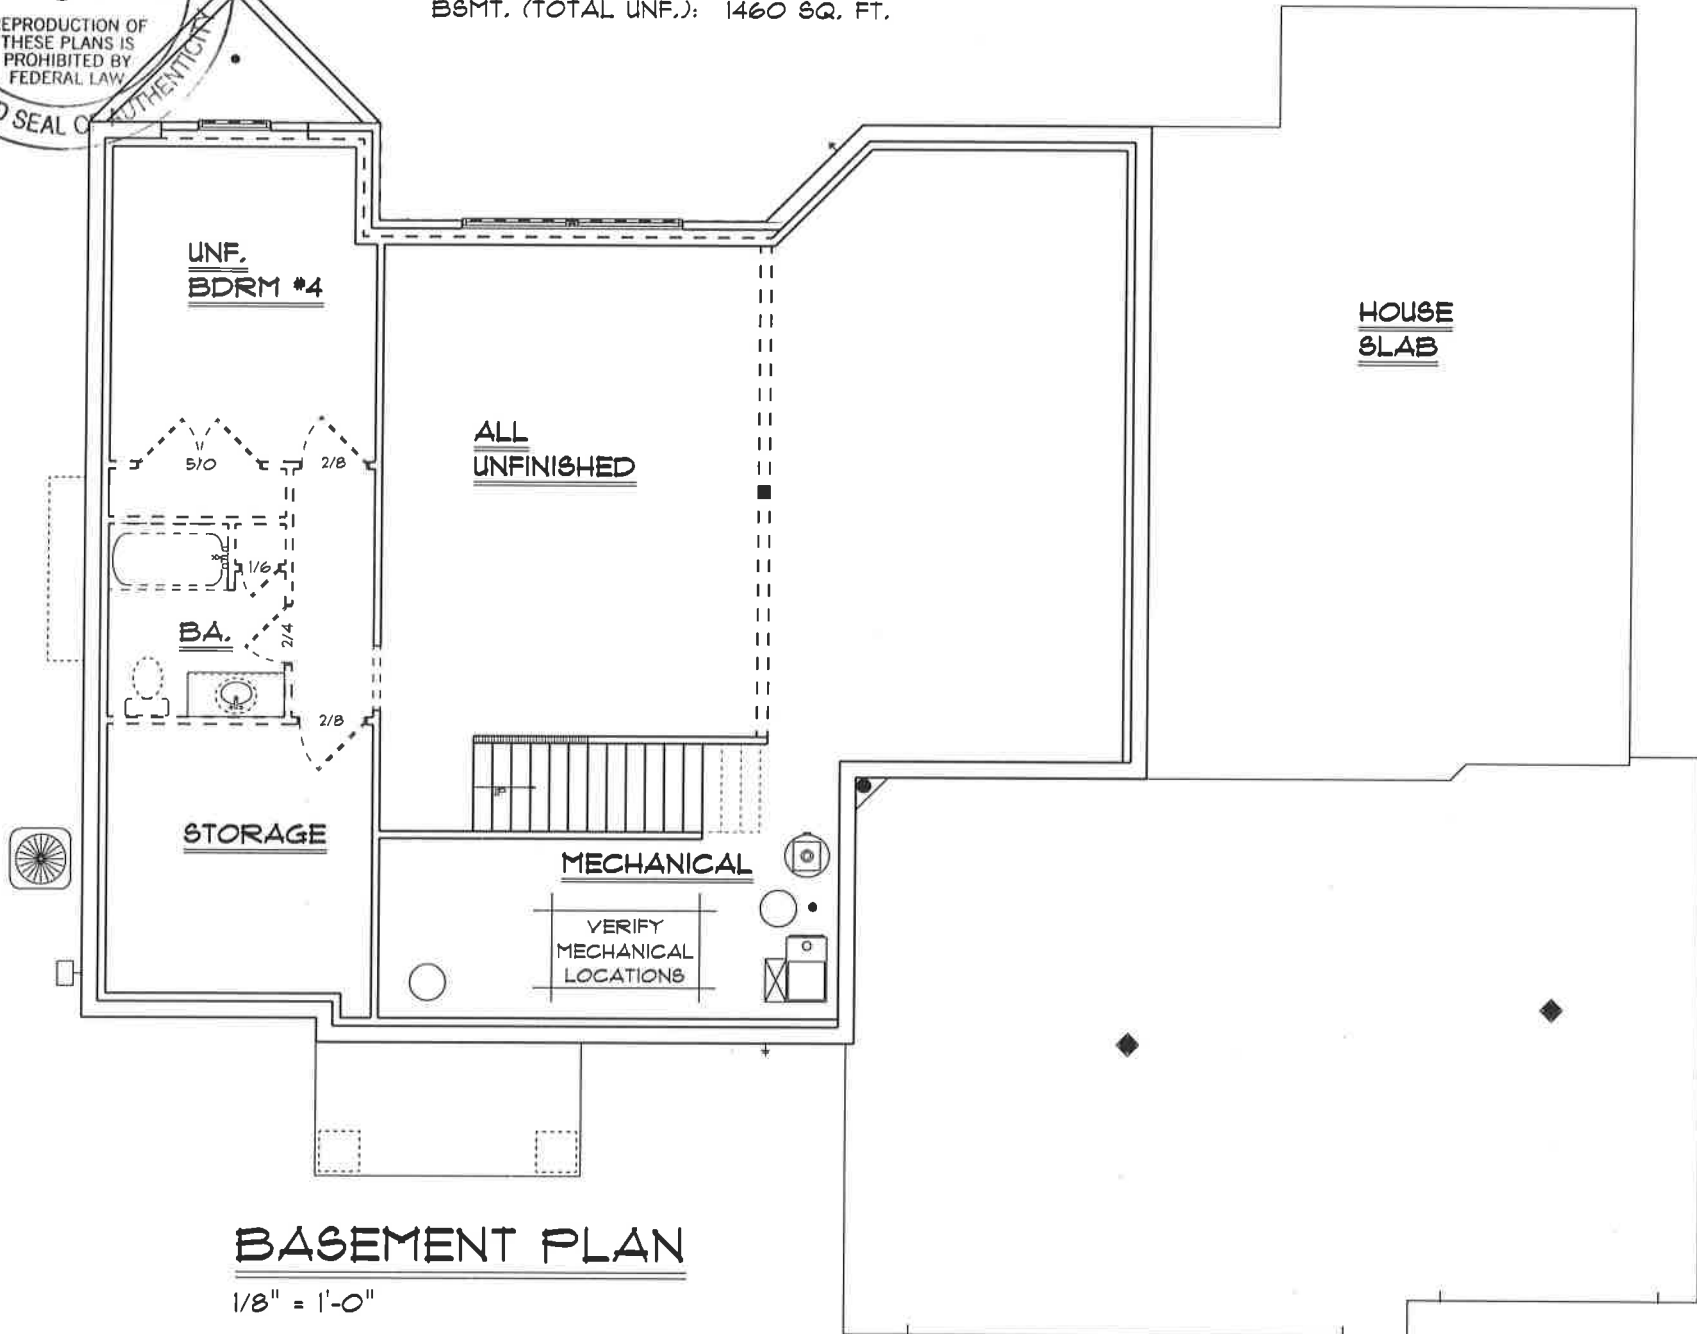 BSMT. (TOTAL UNF.): 1460 SQ. FT.
REPRODUCTION OF
THESE PLANS IS
PROHIBITED BY
FEDERAL LAW
SEAL OF AUTHENTICITY
UNF.
BDRM #4
HOUSE
SLAB
ALL
UNFINISHED
5/0
2/8
1/6
BA.
2/4
2/8
STORAGE
MECHANICAL
VERIFY
MECHANICAL
LOCATIONS
BASEMENT PLAN
1/8" = 1'-0"